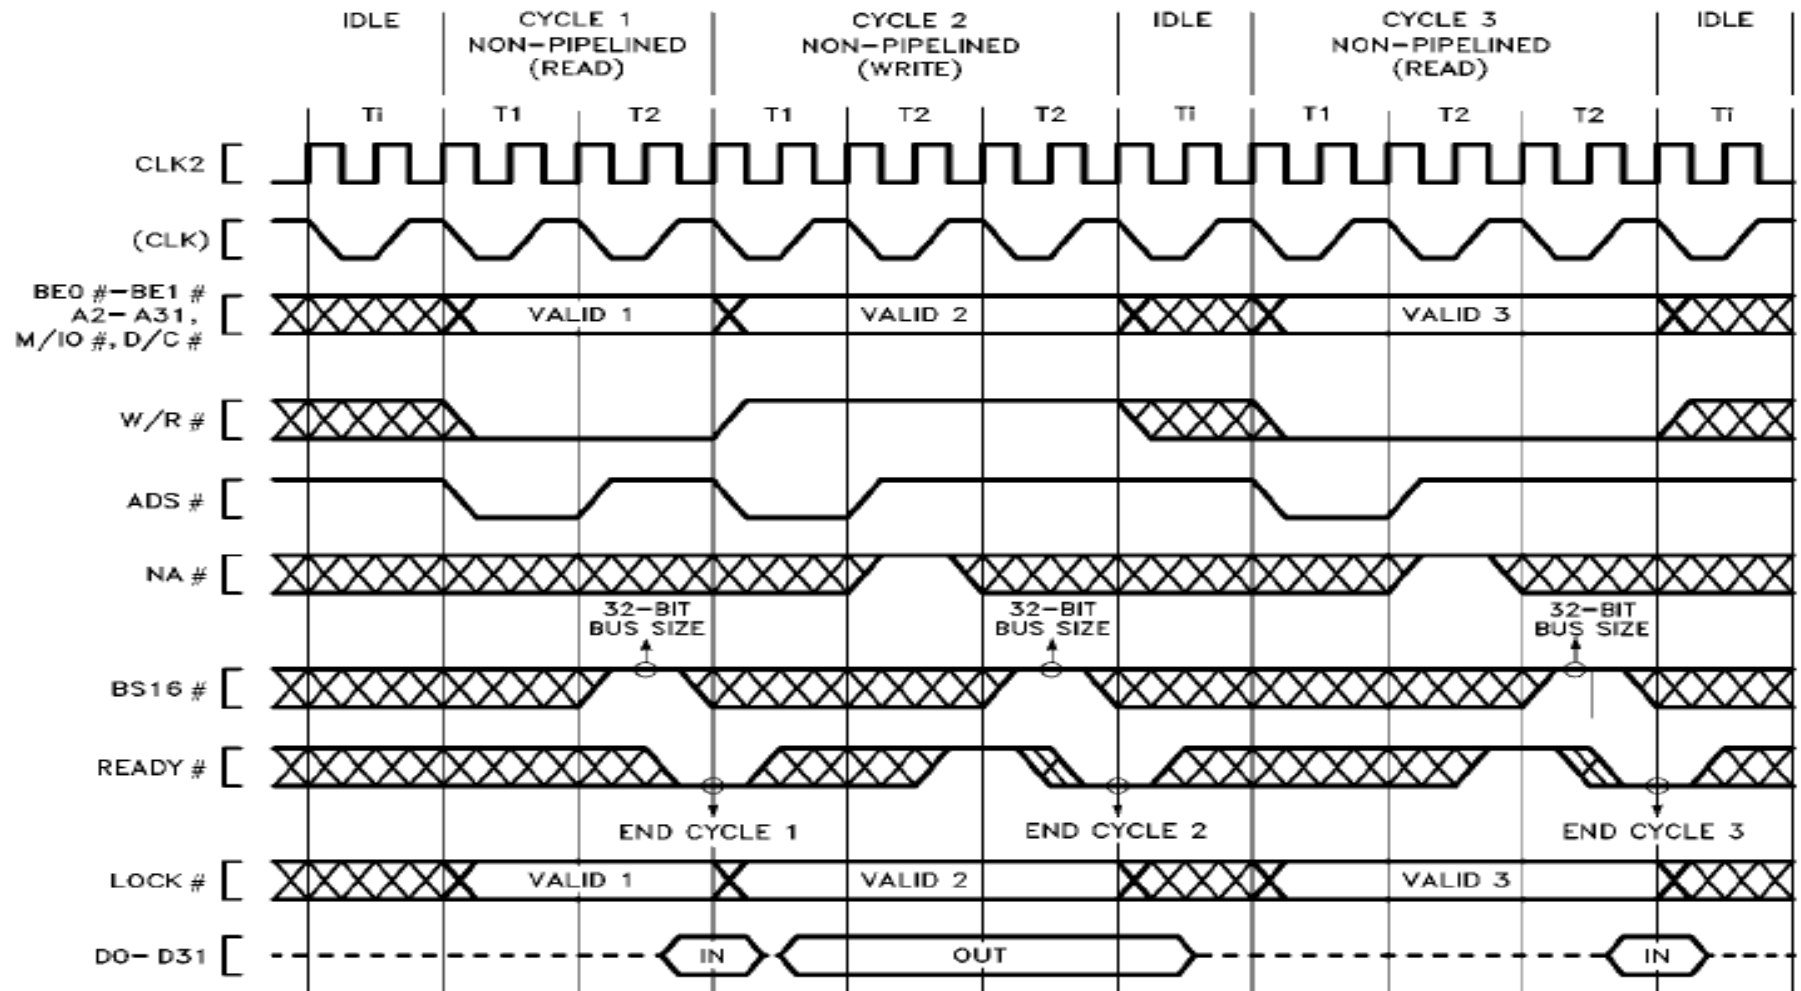 IDLE
CYCLE 1
NON-PIPELINED
(READ)
CYCLE 2
NON-PIPELINED
(WRITE)
IDLE
CYCLE 3
NON-PIPELINED
(READ)
IDLE
Ti T1 T2 T1 T2 T2 Ti T1 T2 T2 Ti
CLK2
(CLK)
BE0 #-BE1 #
A2-A31,
M/IO #, D/C #
VALID 1 VALID 2 VALID 3
W/R #
ADS #
NA #
32-BIT
BUS SIZE
32-BIT
BUS SIZE
32-BIT
BUS SIZE
BS16 #
READY #
END CYCLE 1 END CYCLE 2 END CYCLE 3
LOCK #
VALID 1 VALID 2 VALID 3
D0-D31
IN OUT IN